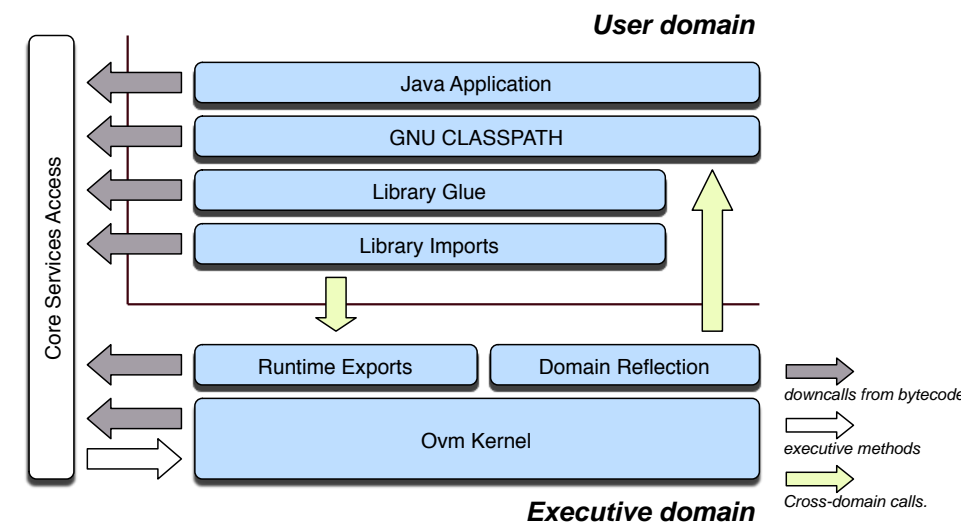 User domain
Java Application
GNU CLASSPATH
Library Glue
Library Imports
Core Services Access
Runtime Exports
Domain Reflection
Ovm Kernel
downcalls from bytecode
executive methods
Cross-domain calls.
Executive domain